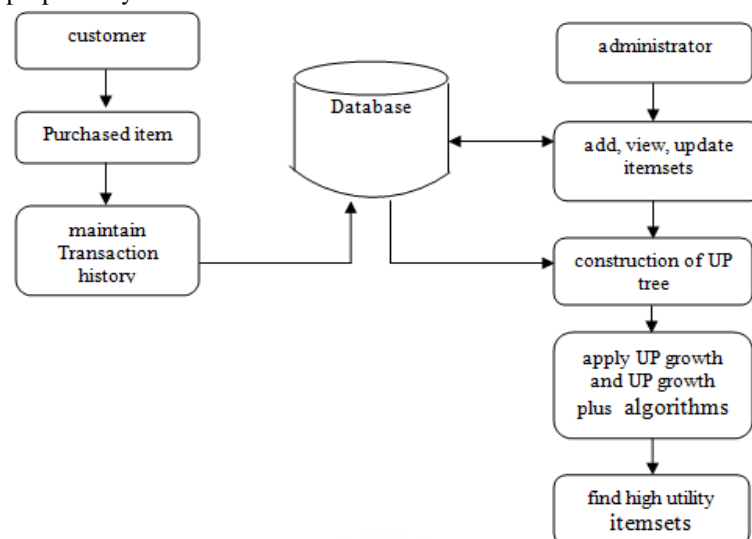 customer
Purchased item
maintain
Transaction
history
Database
administrator
add, view, update
itemsets
construction of UP
tree
apply UP growth
and UP growth
plus algorithms
find high utility
itemsets